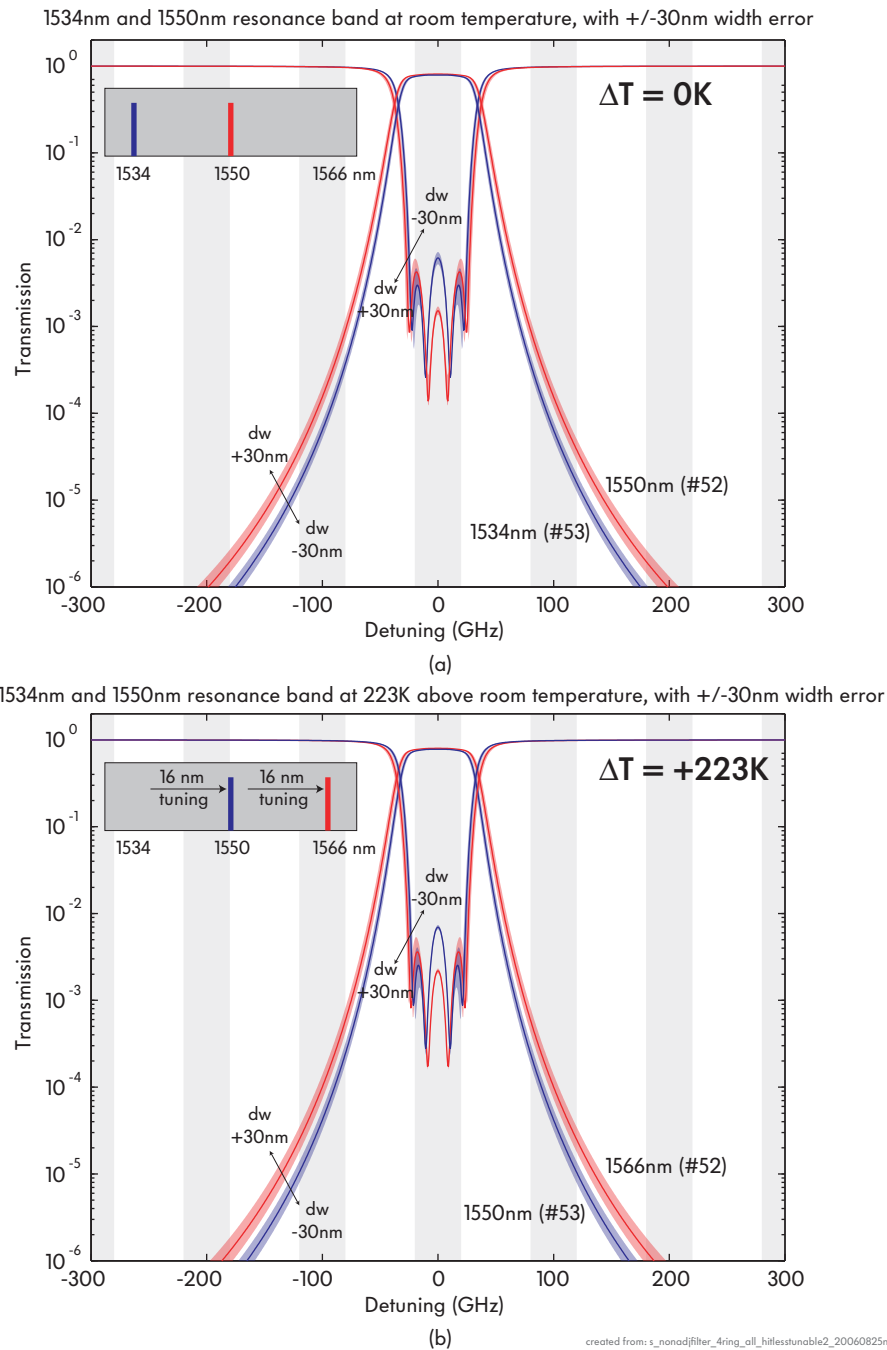 1534nm and 1550nm resonance band at room temperature, with +/-30nm width error
10^0
10^-1
10^-2
10^-3
10^-4
10^-5
10^-6
Transmission
ΔT = 0K
1534 1550 1566 nm
dw
-30nm
dw
+30nm
dw
+30nm
dw
-30nm
1550nm (#52)
1534nm (#53)
-300 -200 -100 0 100 200 300
Detuning (GHz)
(a)
1534nm and 1550nm resonance band at 223K above room temperature, with +/-30nm width error
10^0
10^-1
10^-2
10^-3
10^-4
10^-5
10^-6
Transmission
ΔT = +223K
16 nm 16 nm
tuning tuning
1534 1550 1566 nm
dw
-30nm
dw
+30nm
dw
+30nm
dw
-30nm
1566nm (#52)
1550nm (#53)
-300 -200 -100 0 100 200 300
Detuning (GHz)
(b)
created from: s_nonadjfilter_4ring_all_hitlesstunable2_20060825n